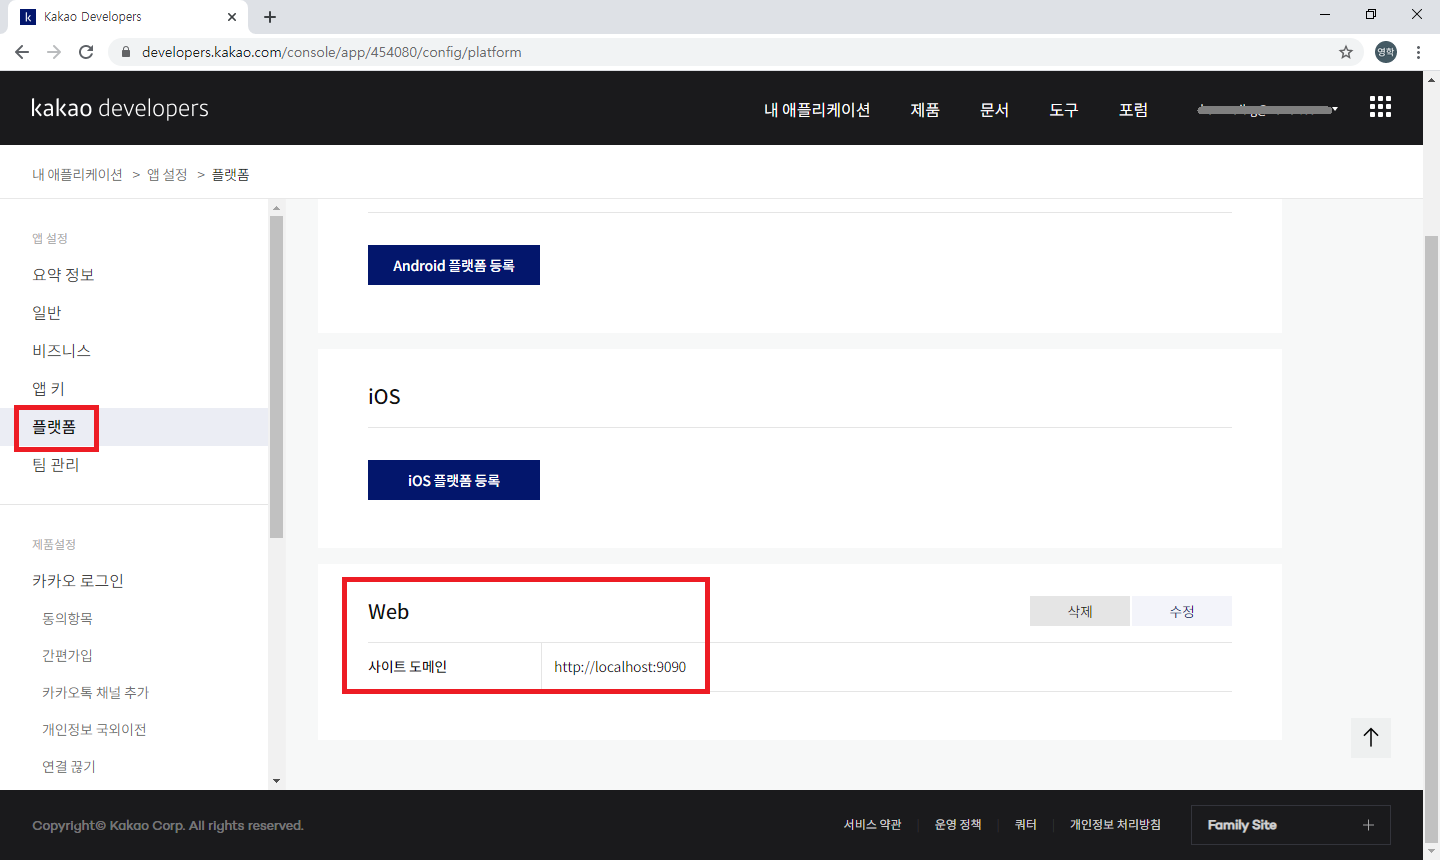 k Kakao Developers
developers.kakao.com/console/app/454080/config/platform
영학
kakao developers
내 애플리케이션 제품 문서 도구 포럼
내 애플리케이션 > 앱 설정 > 플랫폼
앱 설정
요약 정보
일반
비즈니스
앱 키
플랫폼
팀 관리
제품설정
카카오 로그인
동의항목
간편가입
카카오톡 채널 추가
개인정보 국외이전
연결 끊기
Android 플랫폼 등록
iOS
iOS 플랫폼 등록
Web
삭제 수정
사이트 도메인 http://localhost:9090
Copyright© Kakao Corp. All rights reserved.
서비스 약관 운영 정책 쿼터 개인정보 처리방침 Family Site